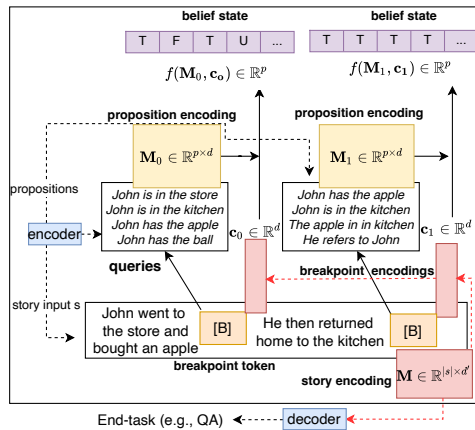 belief state
belief state
T F T U ...
T T T T ...
f(M₀, c₀) ∈ ℝᵖ
f(M₁, c₁) ∈ ℝᵖ
proposition encoding
proposition encoding
M₀ ∈ ℝᵖˣᵈ
M₁ ∈ ℝᵖˣᵈ
propositions
John is in the store
John is in the kitchen
John has the apple
John has the ball
John has the apple
John is in the kitchen
The apple in in kitchen
He refers to John
c₀ ∈ ℝᵈ
c₁ ∈ ℝᵈ
encoder
queries
breakpoint encodings
story input s
John went to
the store and
bought an apple
[B]
He then returned
home to the kitchen
[B]
breakpoint token
story encoding
M ∈ ℝ^{|s|×d′}
End-task (e.g., QA)
decoder